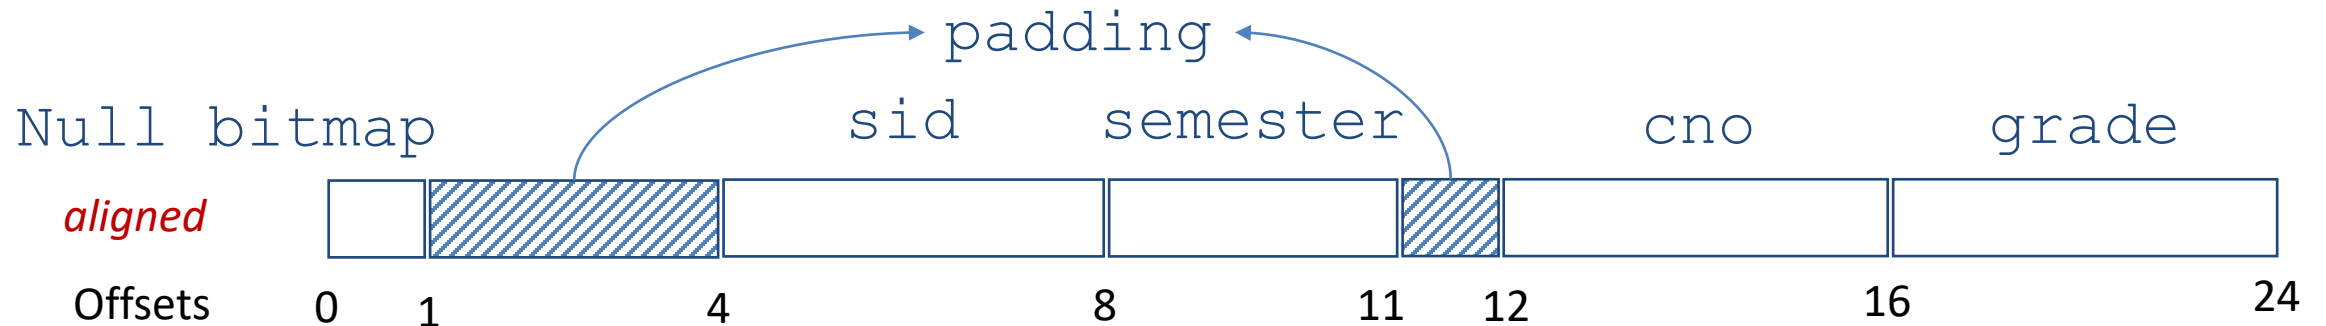 padding
Null bitmap sid semester cno grade
aligned
Offsets 0 1 4 8 11 12 16 24